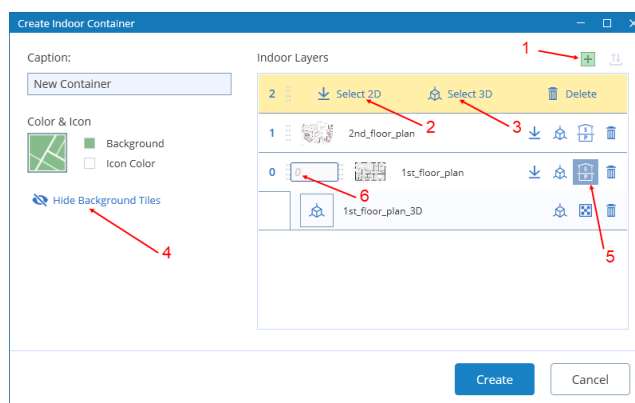 Create Indoor Container
Caption:
New Container
Color & Icon
Background
Icon Color
Hide Background Tiles
4
Indoor Layers
1
2 Select 2D Select 3D Delete
2 3
1 2nd_floor_plan
0 0 1st_floor_plan
6
1st_floor_plan_3D
5
Create Cancel